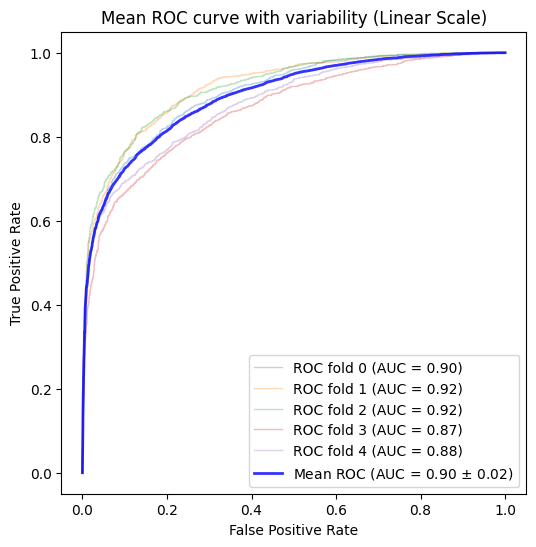 Mean ROC curve with variability (Linear Scale)
1.0
0.8
0.6
0.4
0.2
0.0
True Positive Rate
ROC fold 0 (AUC = 0.90)
ROC fold 1 (AUC = 0.92)
ROC fold 2 (AUC = 0.92)
ROC fold 3 (AUC = 0.87)
ROC fold 4 (AUC = 0.88)
Mean ROC (AUC = 0.90 ± 0.02)
0.0 0.2 0.4 0.6 0.8 1.0
False Positive Rate